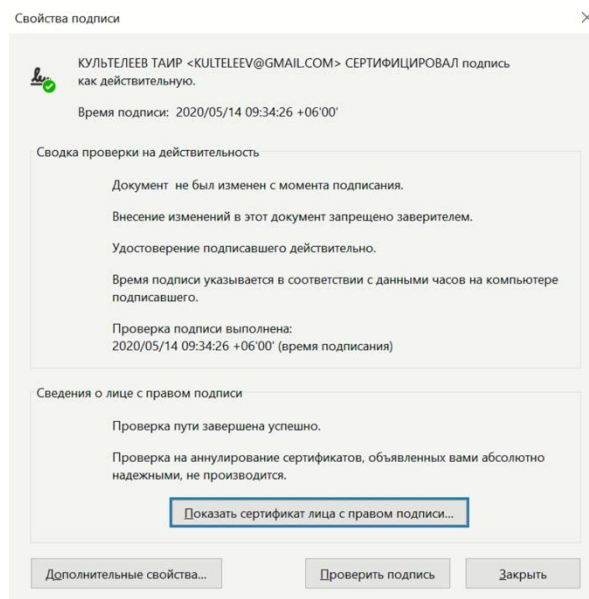 Свойства подписи
КУЛЬТЕЛЕЕВ ТАИР <KULTELEEV@GMAIL.COM> СЕРТИФИЦИРОВАЛ подпись
как действительную.
Время подписи: 2020/05/14 09:34:26 +06'00'
Сводка проверки на действительность
Документ не был изменен с момента подписания.
Внесение изменений в этот документ запрещено заверителем.
Удостоверение подписавшего действительно.
Время подписи указывается в соответствии с данными часов на компьютере
подписавшего.
Проверка подписи выполнена:
2020/05/14 09:34:26 +06'00' (время подписания)
Сведения о лице с правом подписи
Проверка пути завершена успешно.
Проверка на аннулирование сертификатов, объявленных вами абсолютно
надежными, не производится.
Показать сертификат лица с правом подписи...
Дополнительные свойства...
Проверить подпись
Закрыть